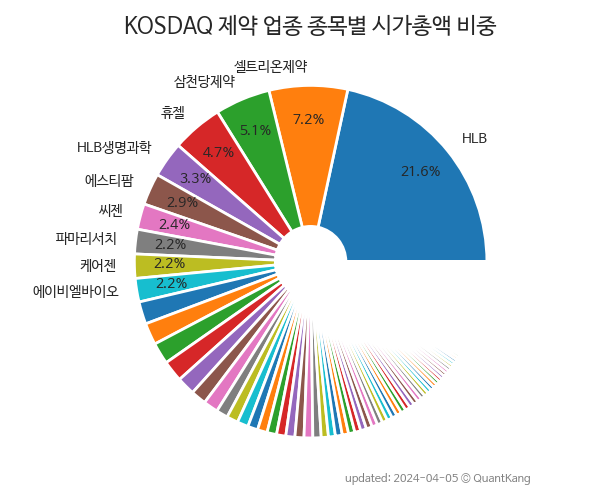 KOSDAQ 제약 업종 종목별 시가총액 비중
셀트리온제약
삼천당제약
휴젤
HLB
HLB생명과학
에스티팜
씨젠
파마리서치
케어젠
에이비엘바이오
21.6%
7.2%
5.1%
4.7%
3.3%
2.9%
2.4%
2.2%
2.2%
2.2%
updated: 2024-04-05 © QuantKang